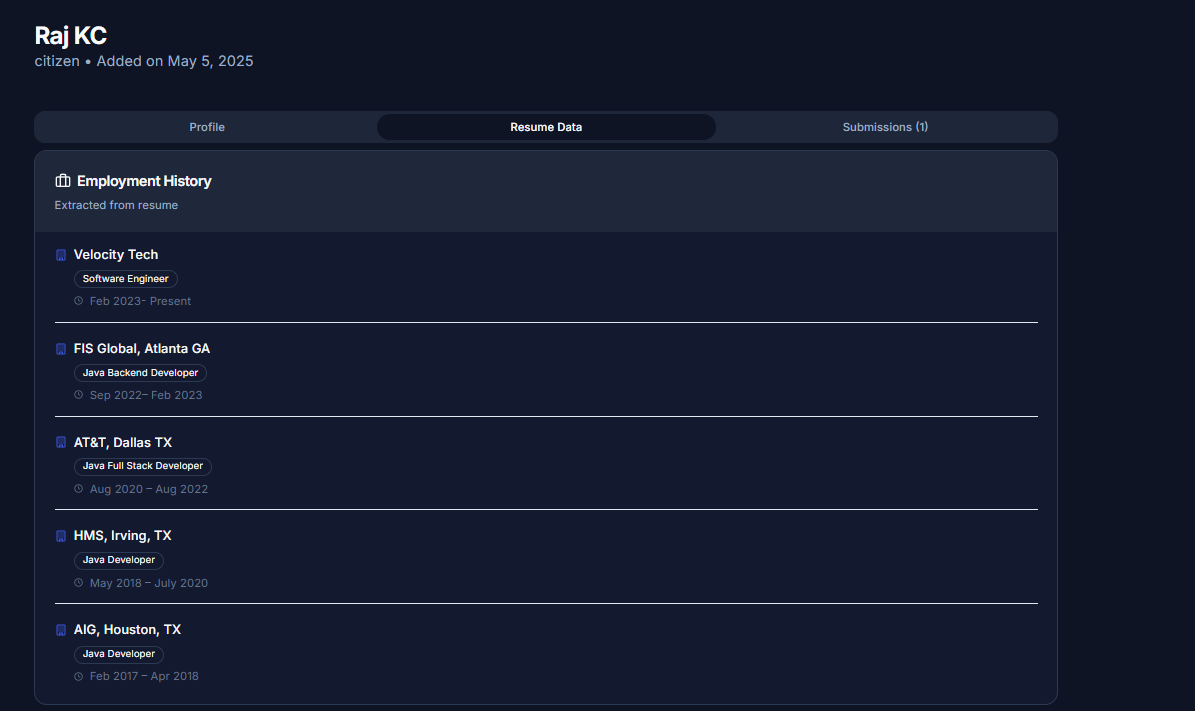 Raj KC
citizen • Added on May 5, 2025
Profile
Resume Data
Submissions (1)
Employment History
Extracted from resume
Velocity Tech
Software Engineer
Feb 2023- Present
FIS Global, Atlanta GA
Java Backend Developer
Sep 2022– Feb 2023
AT&T, Dallas TX
Java Full Stack Developer
Aug 2020 – Aug 2022
HMS, Irving, TX
Java Developer
May 2018 – July 2020
AIG, Houston, TX
Java Developer
Feb 2017 – Apr 2018